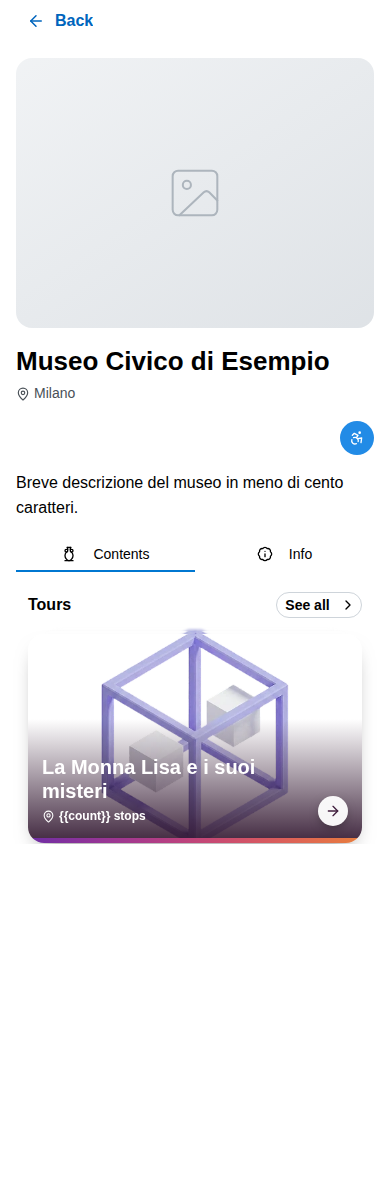 Back
Museo Civico di Esempio
Milano
Breve descrizione del museo in meno di cento
caratteri.
Contents
Info
Tours
See all
La Monna Lisa e i suoi
misteri
{{count}} stops